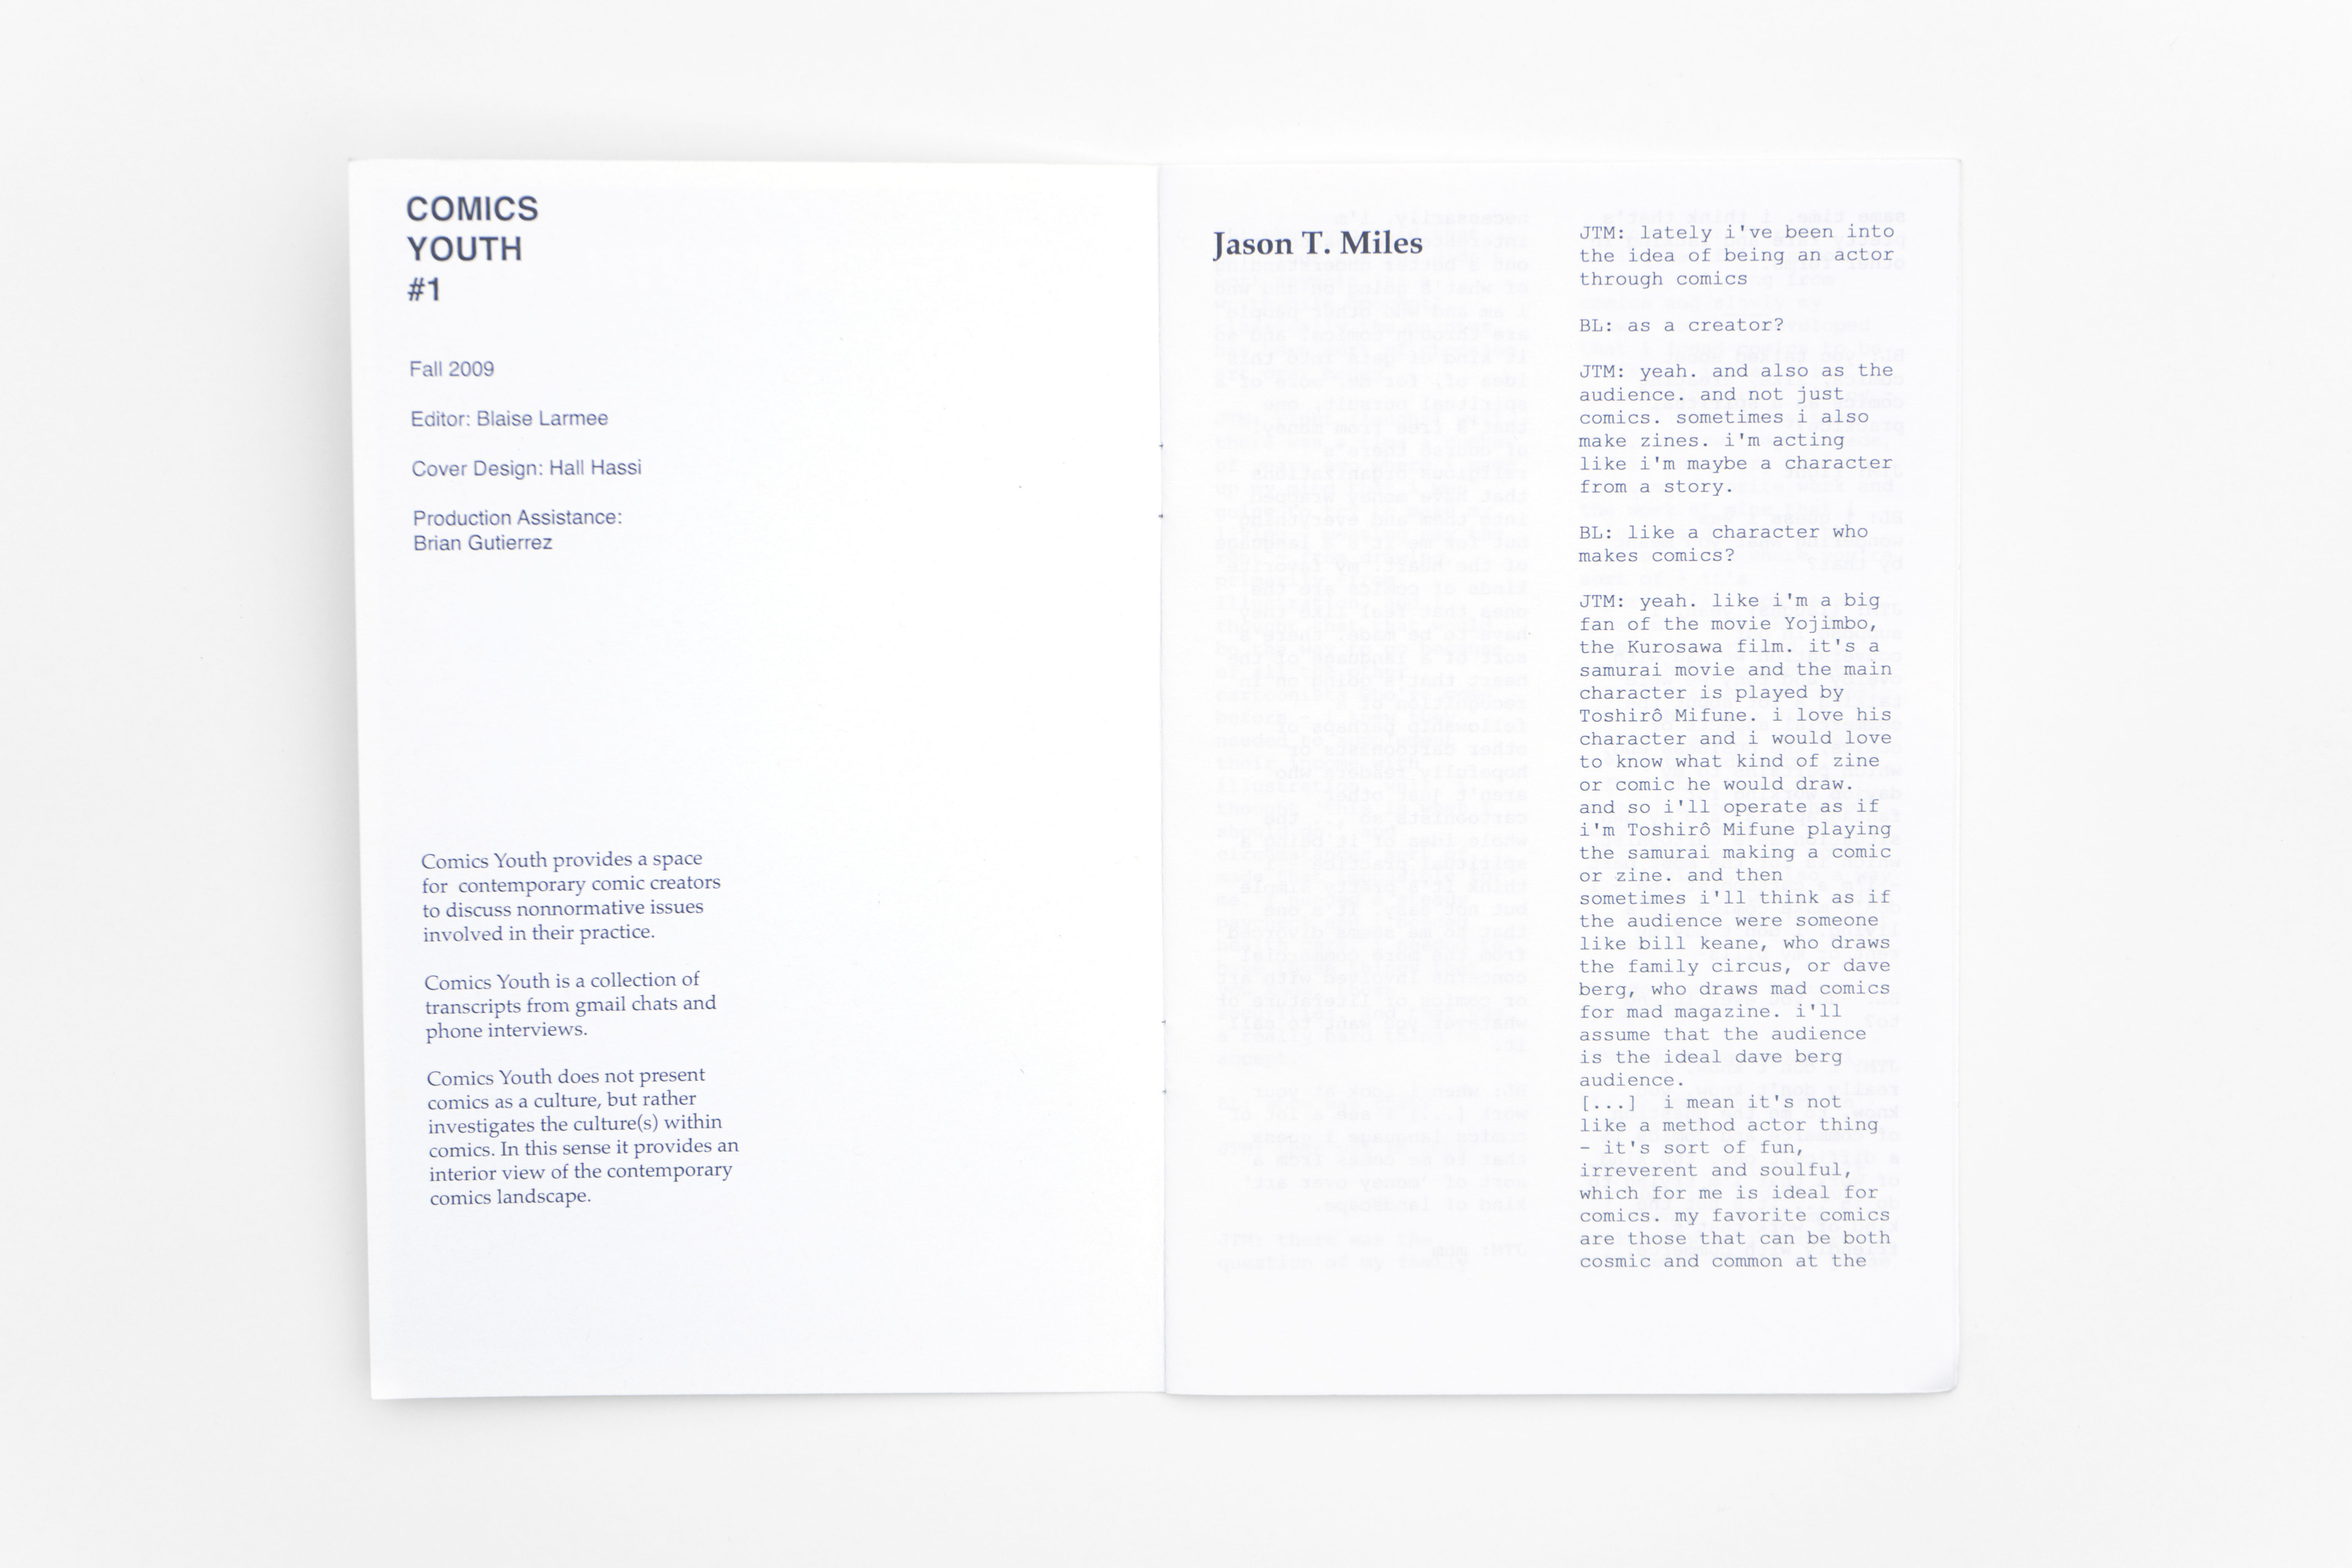 COMICS
YOUTH
#1
Fall 2009
Editor: Blaise Larmee
Cover Design: Hall Hassi
Production Assistance:
Brian Gutierrez
Comics Youth provides a space
for  contemporary comic creators
to discuss nonnormative issues
involved in their practice.
Comics Youth is a collection of
transcripts from gmail chats and
phone interviews.
Comics Youth does not present
comics as a culture, but rather
investigates the culture(s) within
comics. In this sense it provides an
interior view of the contemporary
comics landscape.
Jason T. Miles
JTM: lately i've been into
the idea of being an actor
through comics
BL: as a creator?
JTM: yeah. and also as the
audience. and not just
comics. sometimes i also
make zines. i'm acting
like i'm maybe a character
from a story.
BL: like a character who
makes comics?
JTM: yeah. like i'm a big
fan of the movie Yojimbo,
the Kurosawa film. it's a
samurai movie and the main
character is played by
Toshirô Mifune. i love his
character and i would love
to know what kind of zine
or comic he would draw.
and so i'll operate as if
i'm Toshirô Mifune playing
the samurai making a comic
or zine. and then
sometimes i'll think as if
the audience were someone
like bill keane, who draws
the family circus, or dave
berg, who draws mad comics
for mad magazine. i'll
assume that the audience
is the ideal dave berg
audience.
[...]  i mean it's not
like a method actor thing
- it's sort of fun,
irreverent and soulful,
which for me is ideal for
comics. my favorite comics
are those that can be both
cosmic and common at the